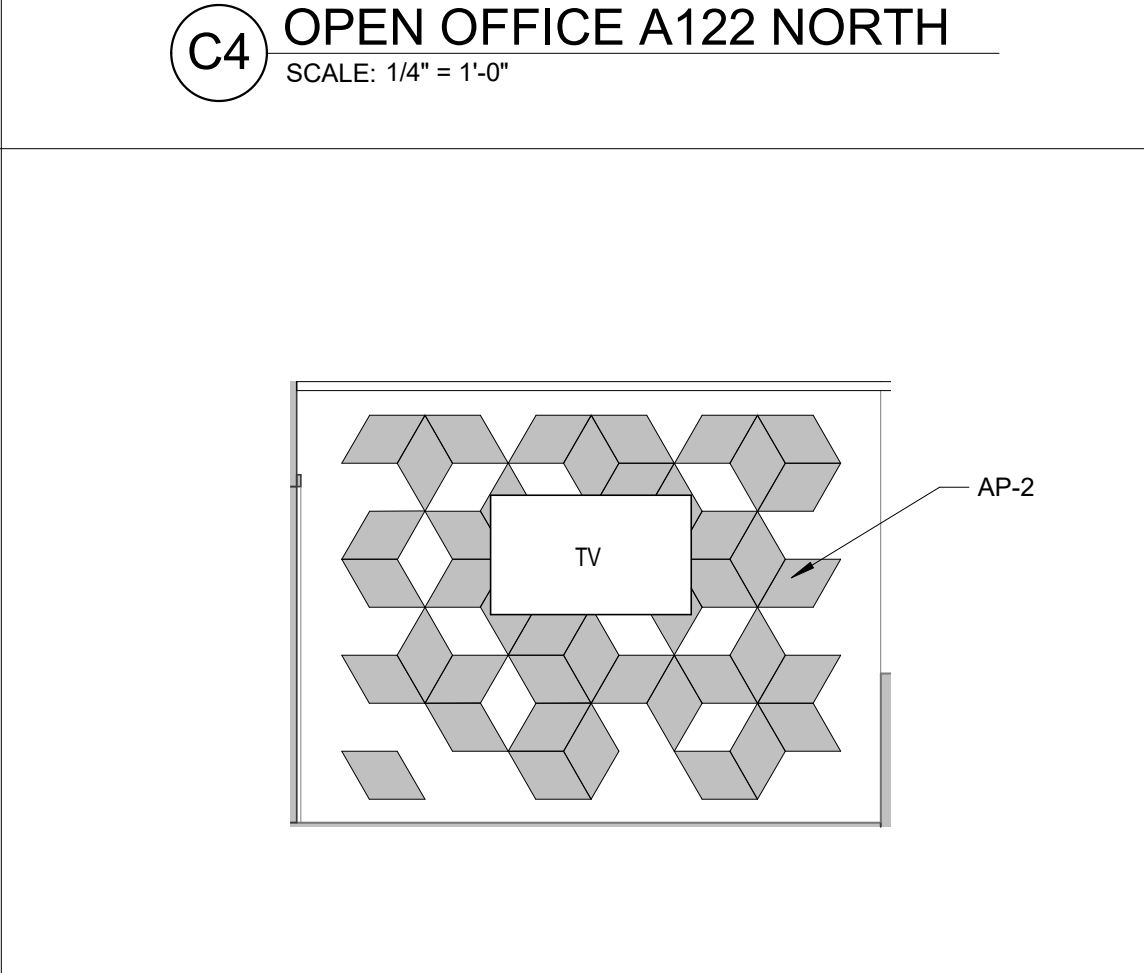 C4
OPEN OFFICE A122 NORTH
SCALE: 1/4" = 1'-0"
AP-2
TV